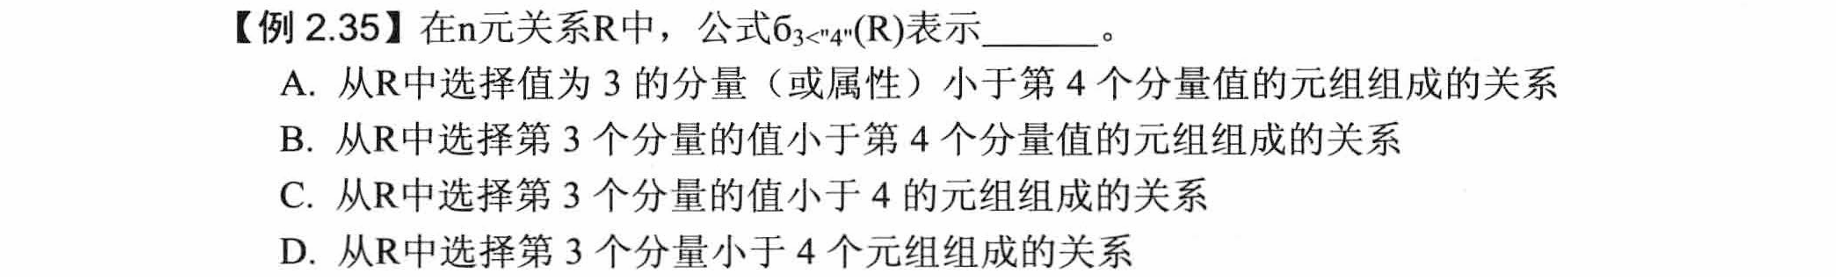 【例 2.35】在n元关系R中，公式б3<"4"(R)表示______。
A. 从R中选择值为 3 的分量（或属性）小于第 4 个分量值的元组组成的关系
B. 从R中选择第 3 个分量的值小于第 4 个分量值的元组组成的关系
C. 从R中选择第 3 个分量的值小于 4 的元组组成的关系
D. 从R中选择第 3 个分量小于 4 个元组组成的关系